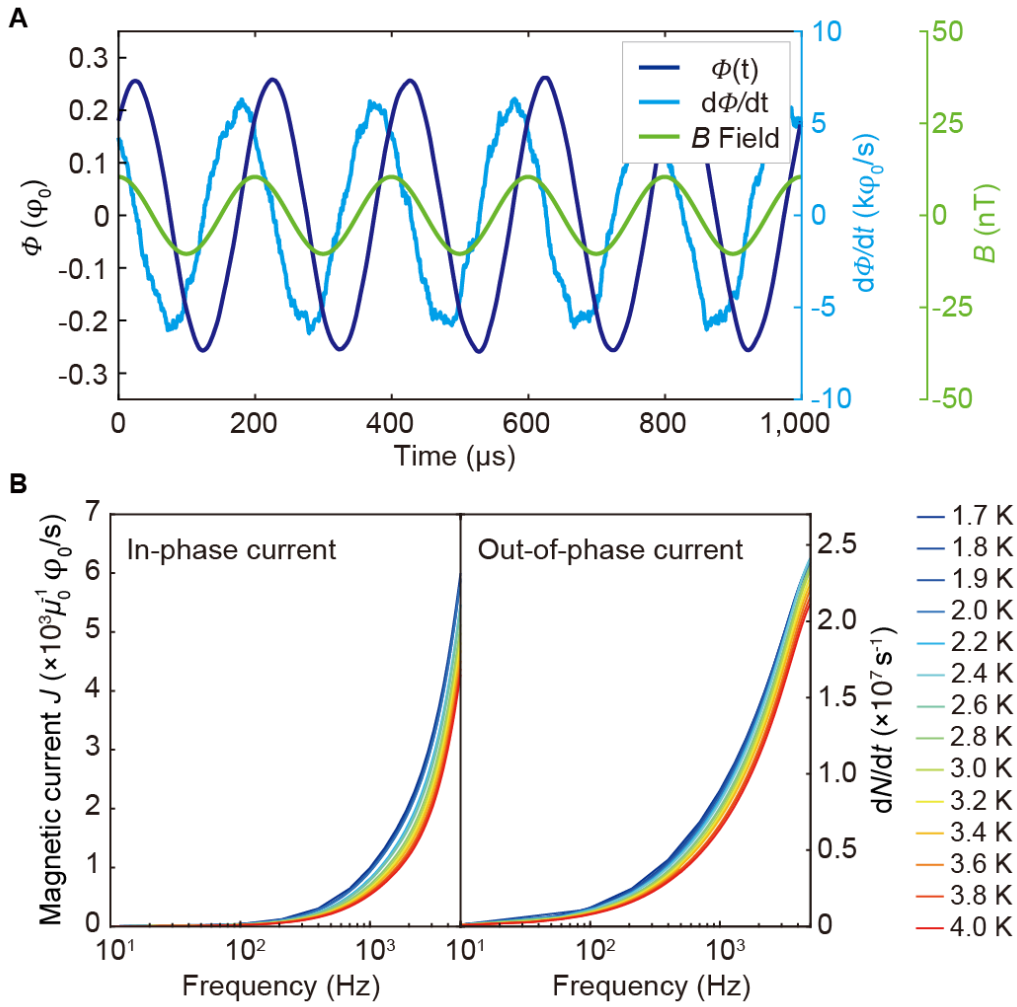 A
0.3
0.2
0.1
0
-0.1
-0.2
-0.3
Φ (φ₀)
Φ(t)
dΦ/dt
B Field
10
5
0
-5
-10
dΦ/dt (kφ₀/s)
50
25
0
-25
-50
B (nT)
0
200
400
600
800
1,000
Time (µs)
B
7
6
5
4
3
2
1
0
Magnetic current J (×10³µ₀⁻¹ φ₀/s)
In-phase current
Out-of-phase current
2.5
2.0
1.5
1.0
0.5
0
dN/dt (×10⁷ s⁻¹)
10¹
10²
10³
10¹
10²
10³
Frequency (Hz)
Frequency (Hz)
1.7 K
1.8 K
1.9 K
2.0 K
2.2 K
2.4 K
2.6 K
2.8 K
3.0 K
3.2 K
3.4 K
3.6 K
3.8 K
4.0 K